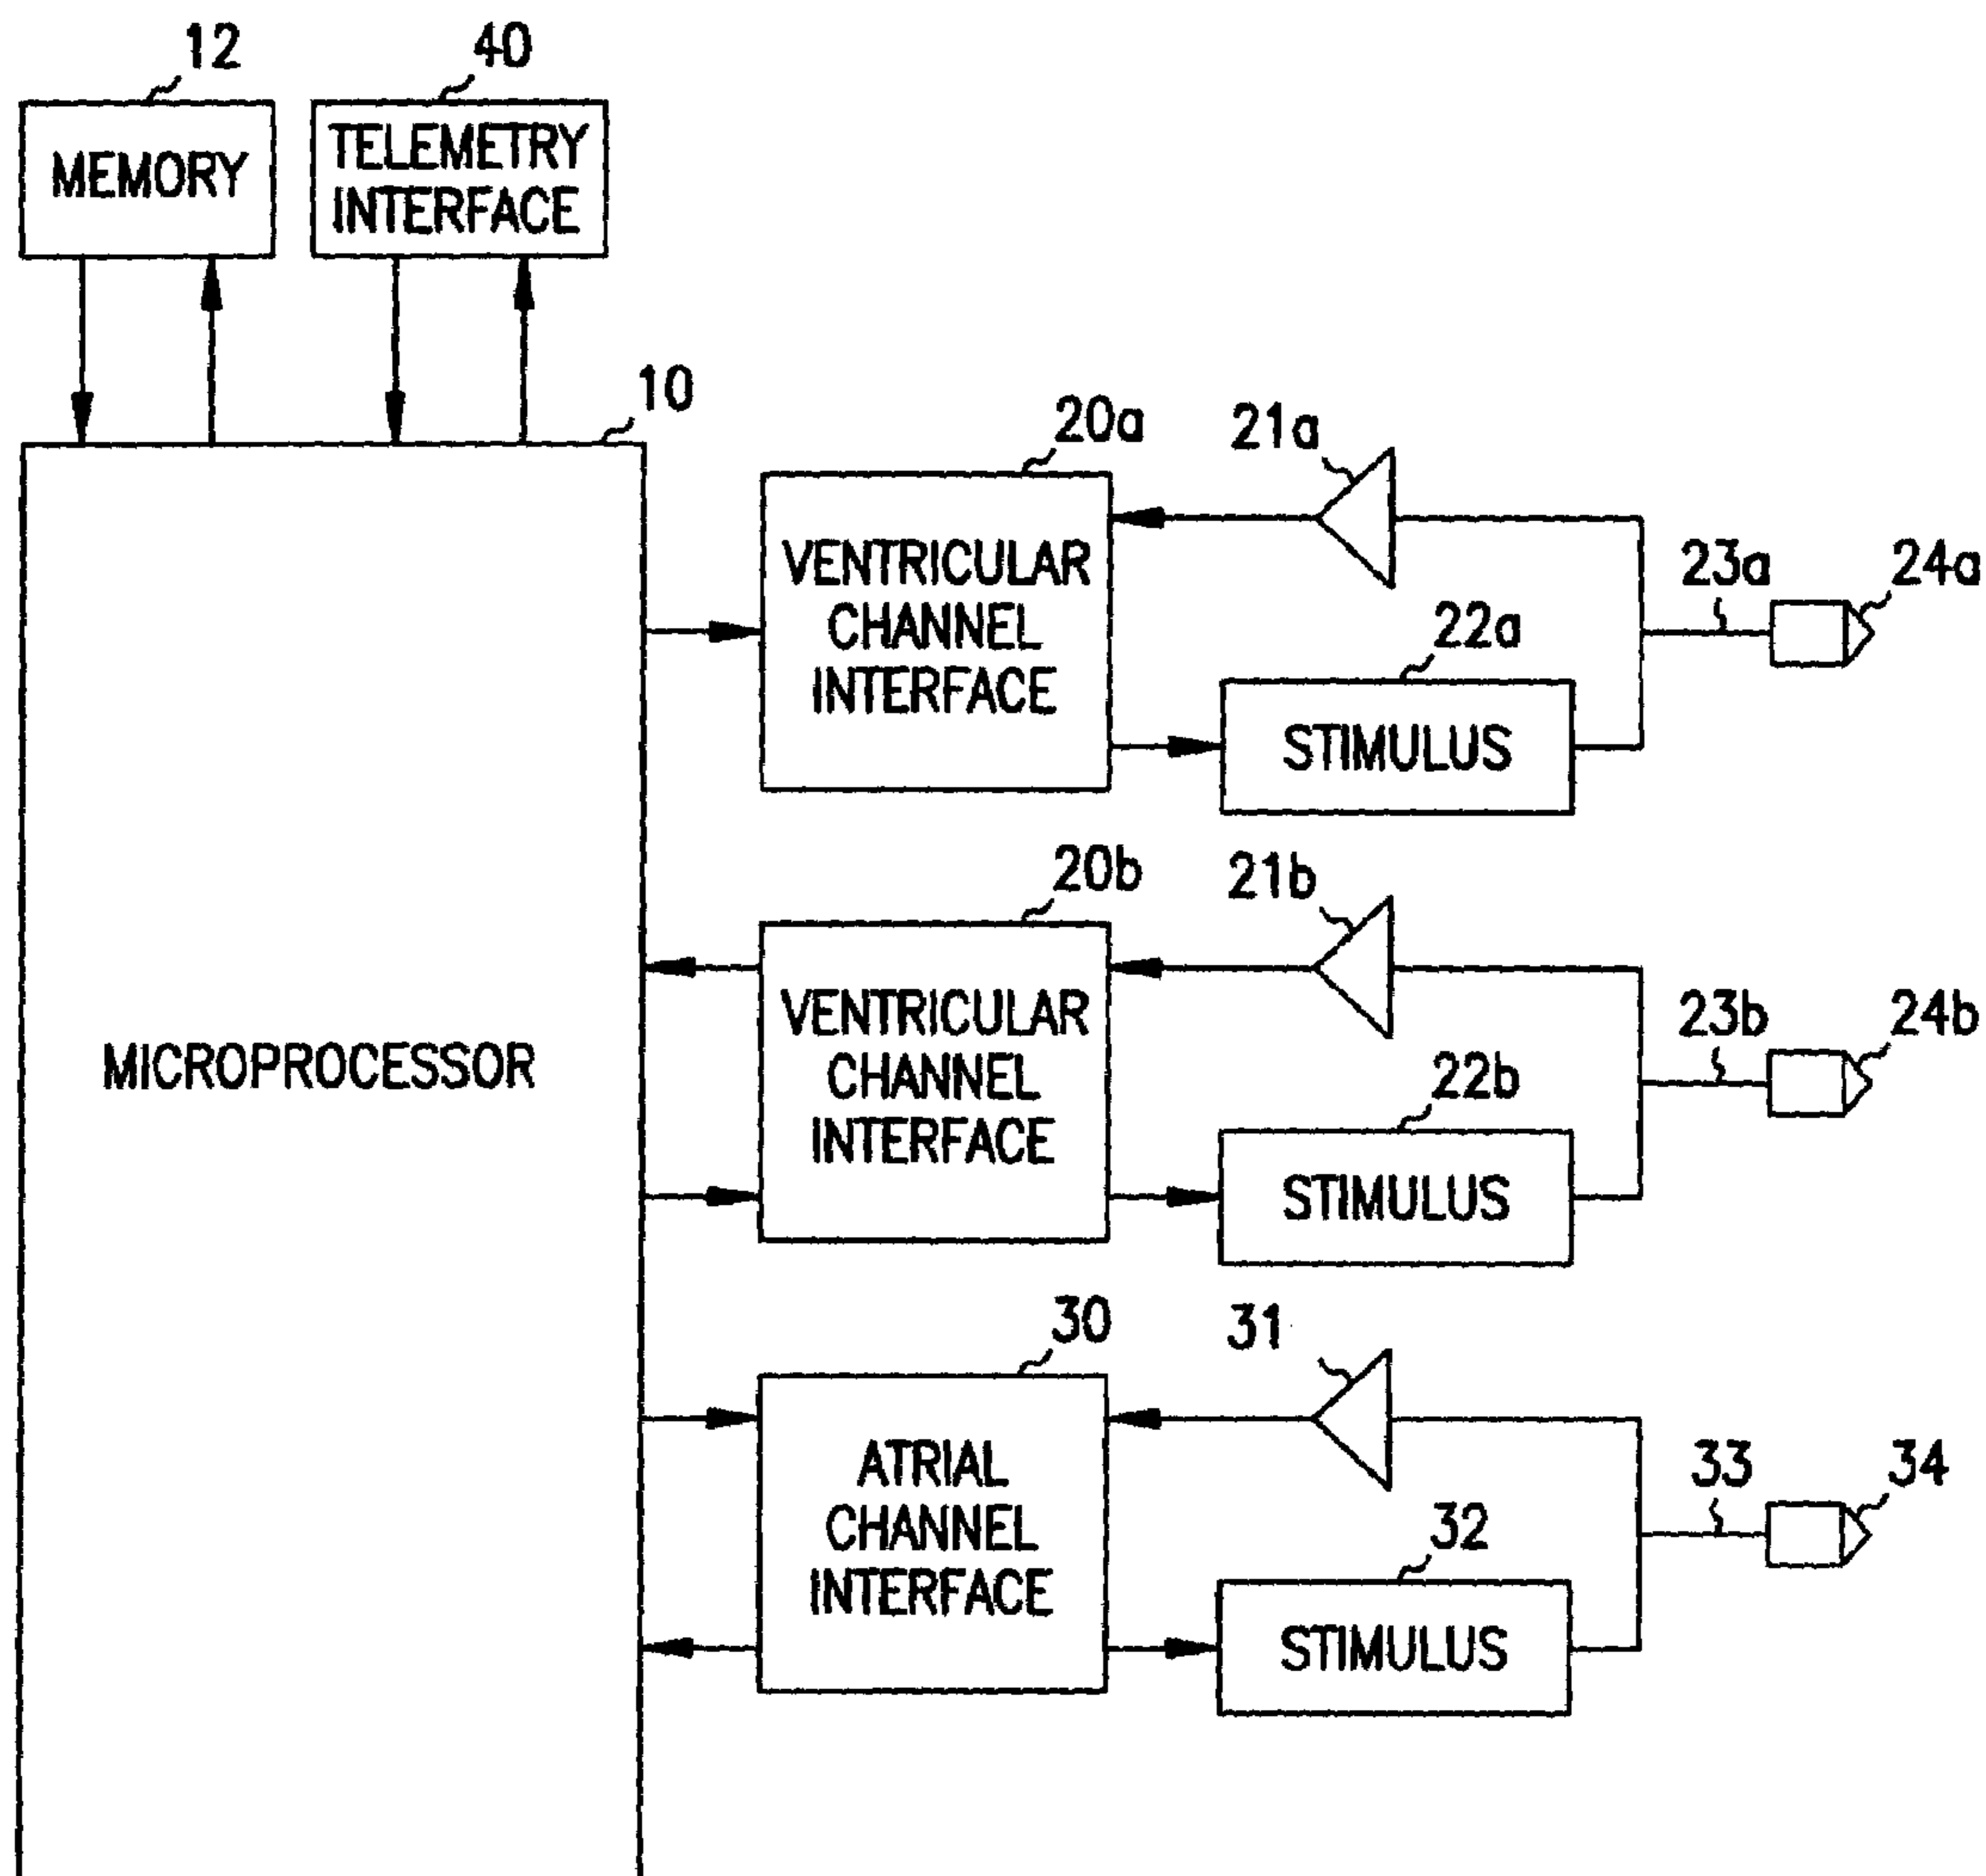 12
40
MEMORY
TELEMETRY
INTERFACE
10
20a
21a
VENTRICULAR
CHANNEL
INTERFACE
23a
24a
22a
STIMULUS
20b
21b
MICROPROCESSOR
VENTRICULAR
CHANNEL
INTERFACE
23b
24b
22b
STIMULUS
30
31
ATRIAL
CHANNEL
INTERFACE
33
34
32
STIMULUS